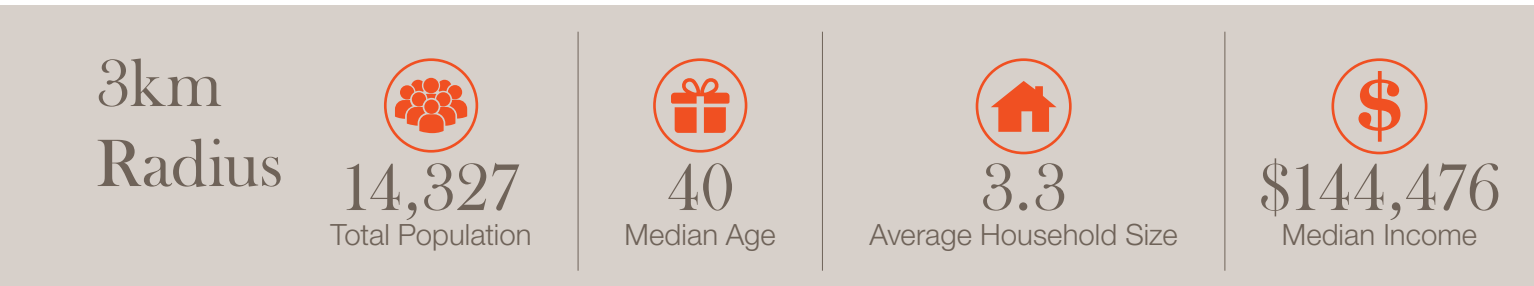 3km
Radius
14,327
Total Population
40
Median Age
3.3
Average Household Size
$
$144,476
Median Income